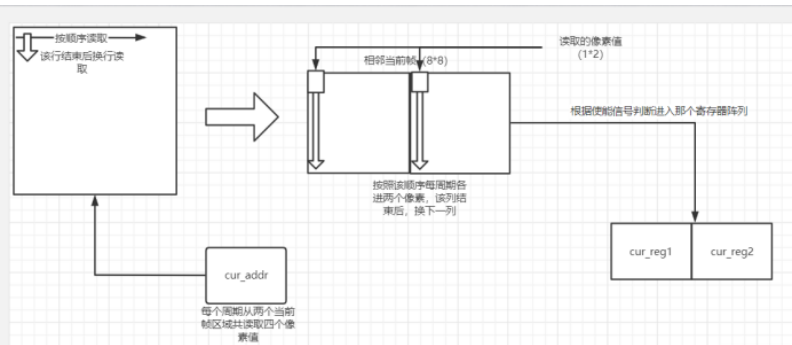 按顺序读取
该行结束后换行读
取
读取的像素值
(1*2)
相邻当前帧 (8*8)
根据使能信号判断进入那个寄存器阵列
按照该顺序每周期各
进两个像素，该列结
束后，换下一列
cur_reg1
cur_reg2
cur_addr
每个周期从两个当前
帧区域共读取四个像
素值